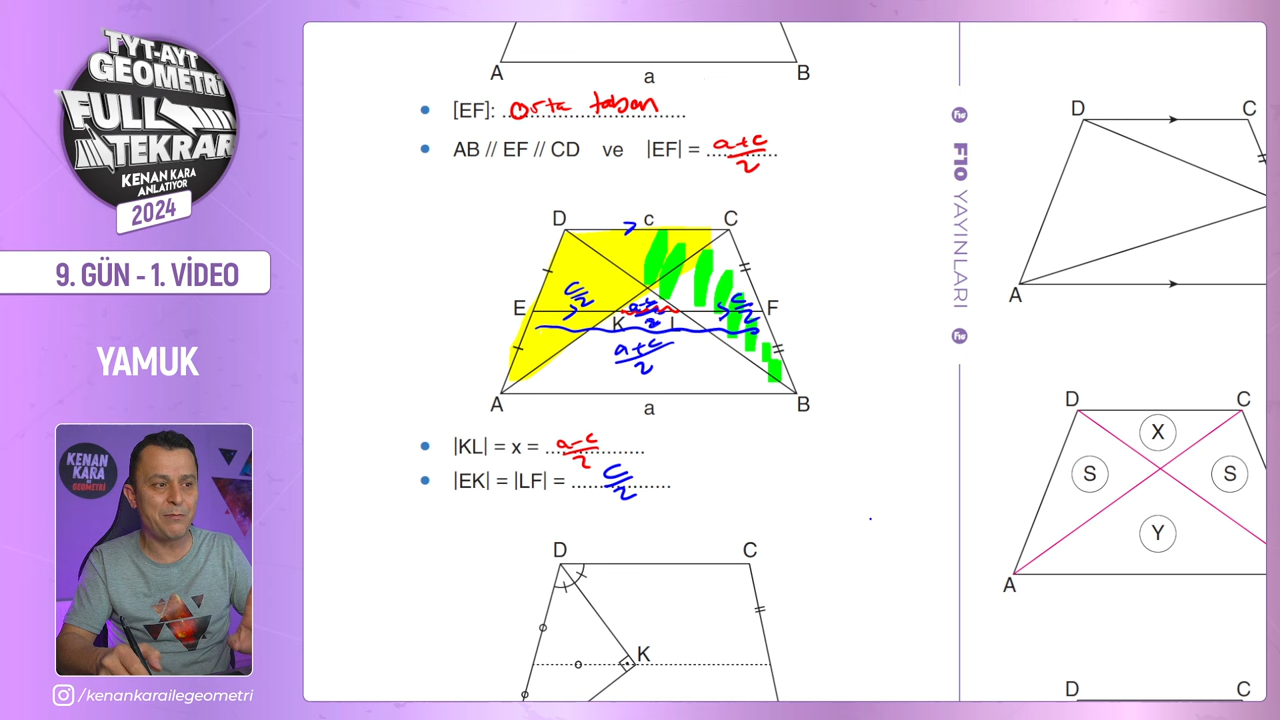 TYT-AYT
GEOMETRİ
FULL
TEKRAR
KENAN KARA
ANLATIYOR
2024
9. GÜN - 1. VİDEO
YAMUK
KENAN
KARA
GEOMETRİ
/kenankarailegeometri
A a B
• [EF]: Orta taban
• AB // EF // CD ve |EF| = a+c/2
D c C
E c/2 a-c/2 c/2 F
K L
a+c/2
A a B
• |KL| = x = a-c/2
• |EK| = |LF| = c/2
D C
K
F10 YAYINLARI
D C
A
D C
X
S S
Y
A
D C